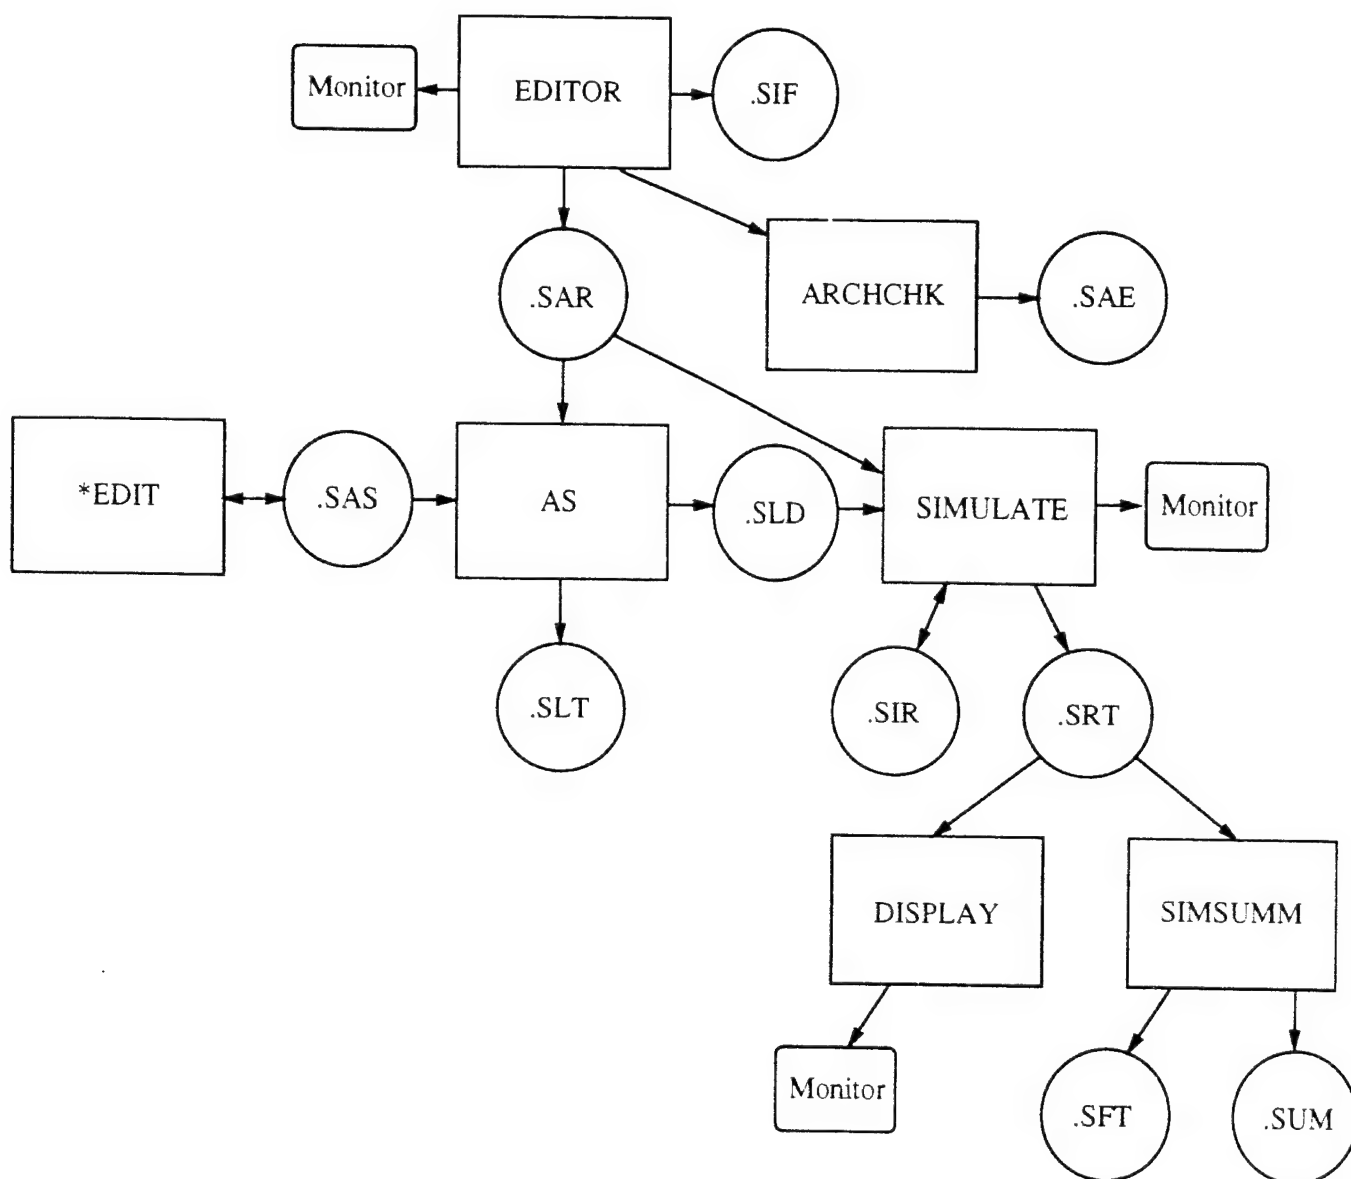 Monitor
EDITOR
.SIF
.SAR
ARCHCHK
.SAE
*EDIT
.SAS
AS
.SLD
SIMULATE
Monitor
.SLT
.SIR
.SRT
DISPLAY
SIMSUMM
Monitor
.SFT
.SUM